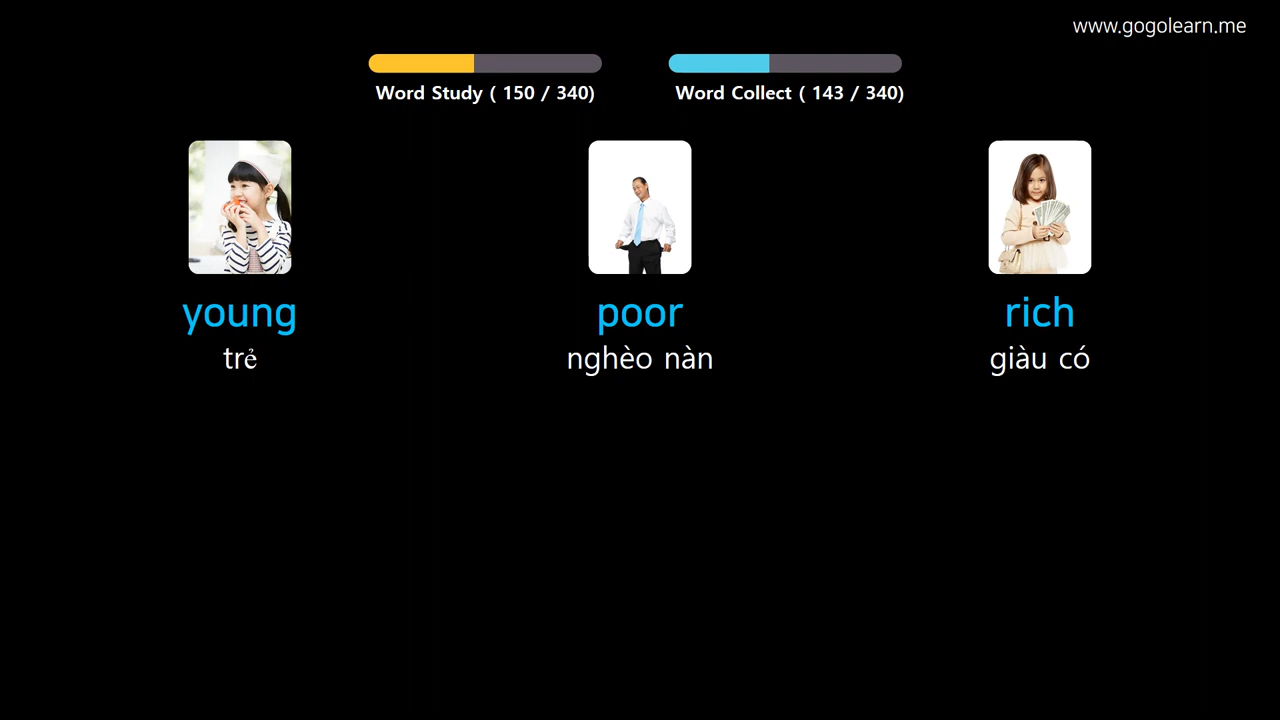 www.gogolearn.me
Word Study ( 150 / 340)
Word Collect ( 143 / 340)
young
trẻ
poor
nghèo nàn
rich
giàu có